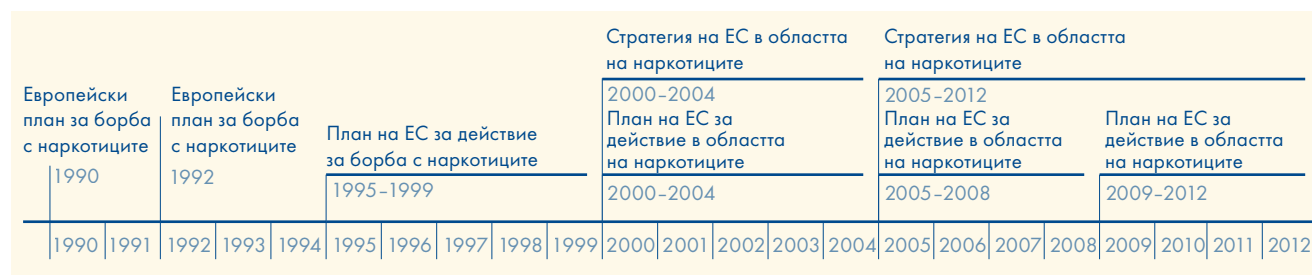 Европейски
план за борба
с наркотиците
1990
Европейски
план за борба
с наркотиците
1992
План на ЕС за действие
за борба с наркотиците
1995–1999
Стратегия на ЕС в областта
на наркотиците
2000–2004
План на ЕС за
действие в областта
на наркотиците
2000–2004
Стратегия на ЕС в областта
на наркотиците
2005–2012
План на ЕС за
действие в областта
на наркотиците
2005–2008
План на ЕС за
действие в областта
на наркотиците
2009–2012
1990 1991 1992 1993 1994 1995 1996 1997 1998 1999 2000 2001 2002 2003 2004 2005 2006 2007 2008 2009 2010 2011 2012